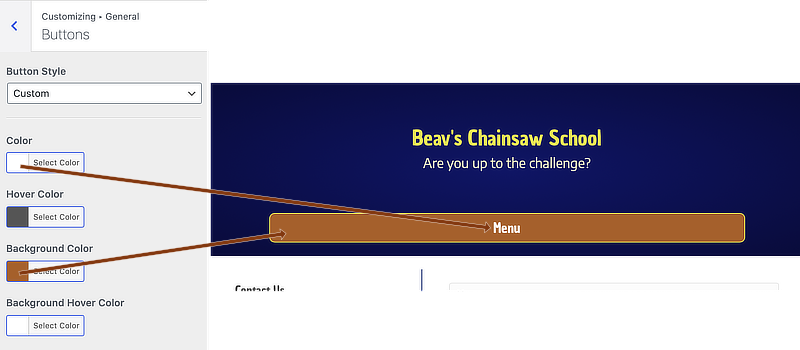 Customizing • General
Buttons
Button Style
Custom
Color
Select Color
Hover Color
Select Color
Background Color
Select Color
Background Hover Color
Select Color
Beav's Chainsaw School
Are you up to the challenge?
Menu
Contact Us